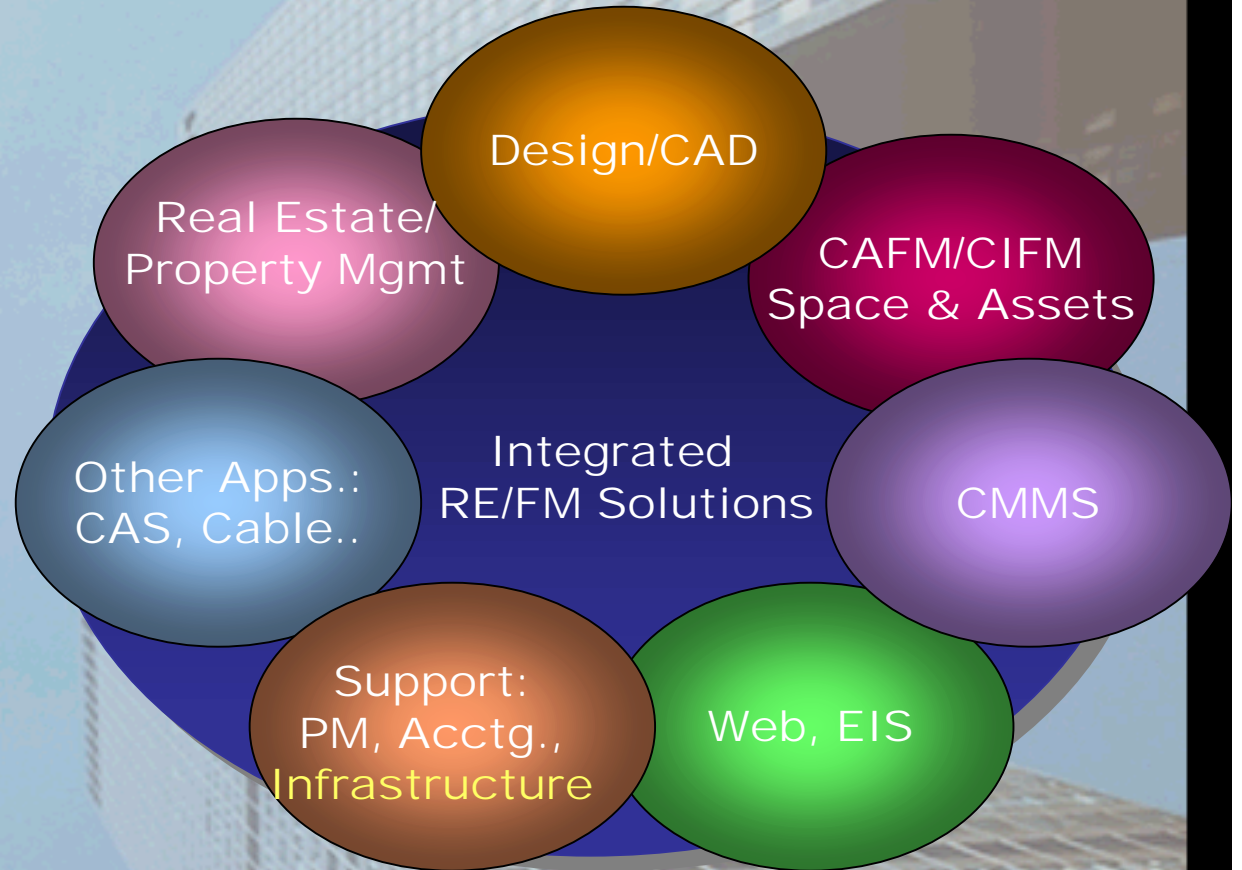 Design/CAD
Real Estate/
Property Mgmt
CAFM/CIFM
Space & Assets
Integrated
RE/FM Solutions
Other Apps.:
CAS, Cable..
CMMS
Support:
PM, Acctg.,
Infrastructure
Web, EIS